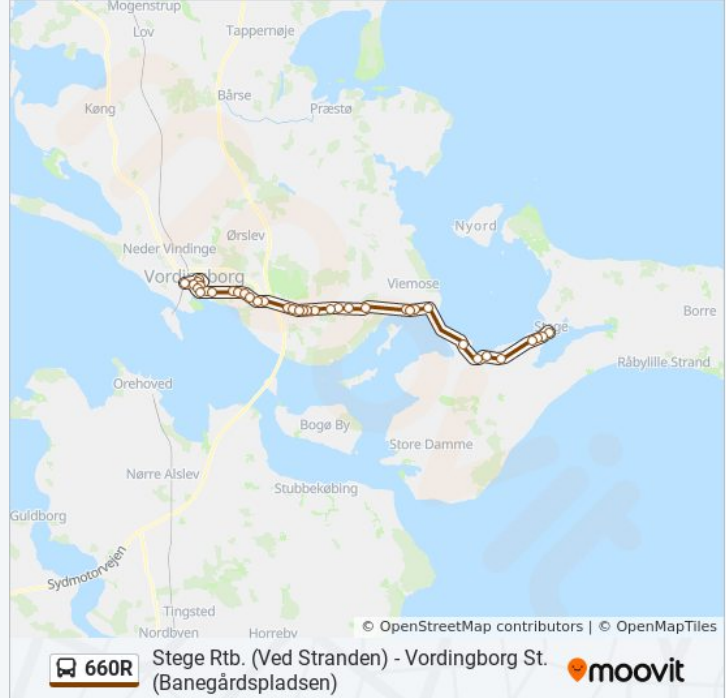 Mogenstrup
Lov
Tappernøje
Køng
Bårse
Præstø
Nyord
Neder Vindinge
Ørslev
Vordingborg
Viemose
Stege
Borre
Råbylille Strand
Orehoved
Bogø By
Store Damme
Nørre Alslev
Stubbekøbing
Guldborg
Sydmotorvejen
Tingsted
Nordbyen
Horreby
© OpenStreetMap contributors | © OpenMapTiles
660R
Stege Rtb. (Ved Stranden) - Vordingborg St.
(Banegårdspladsen)
moovit